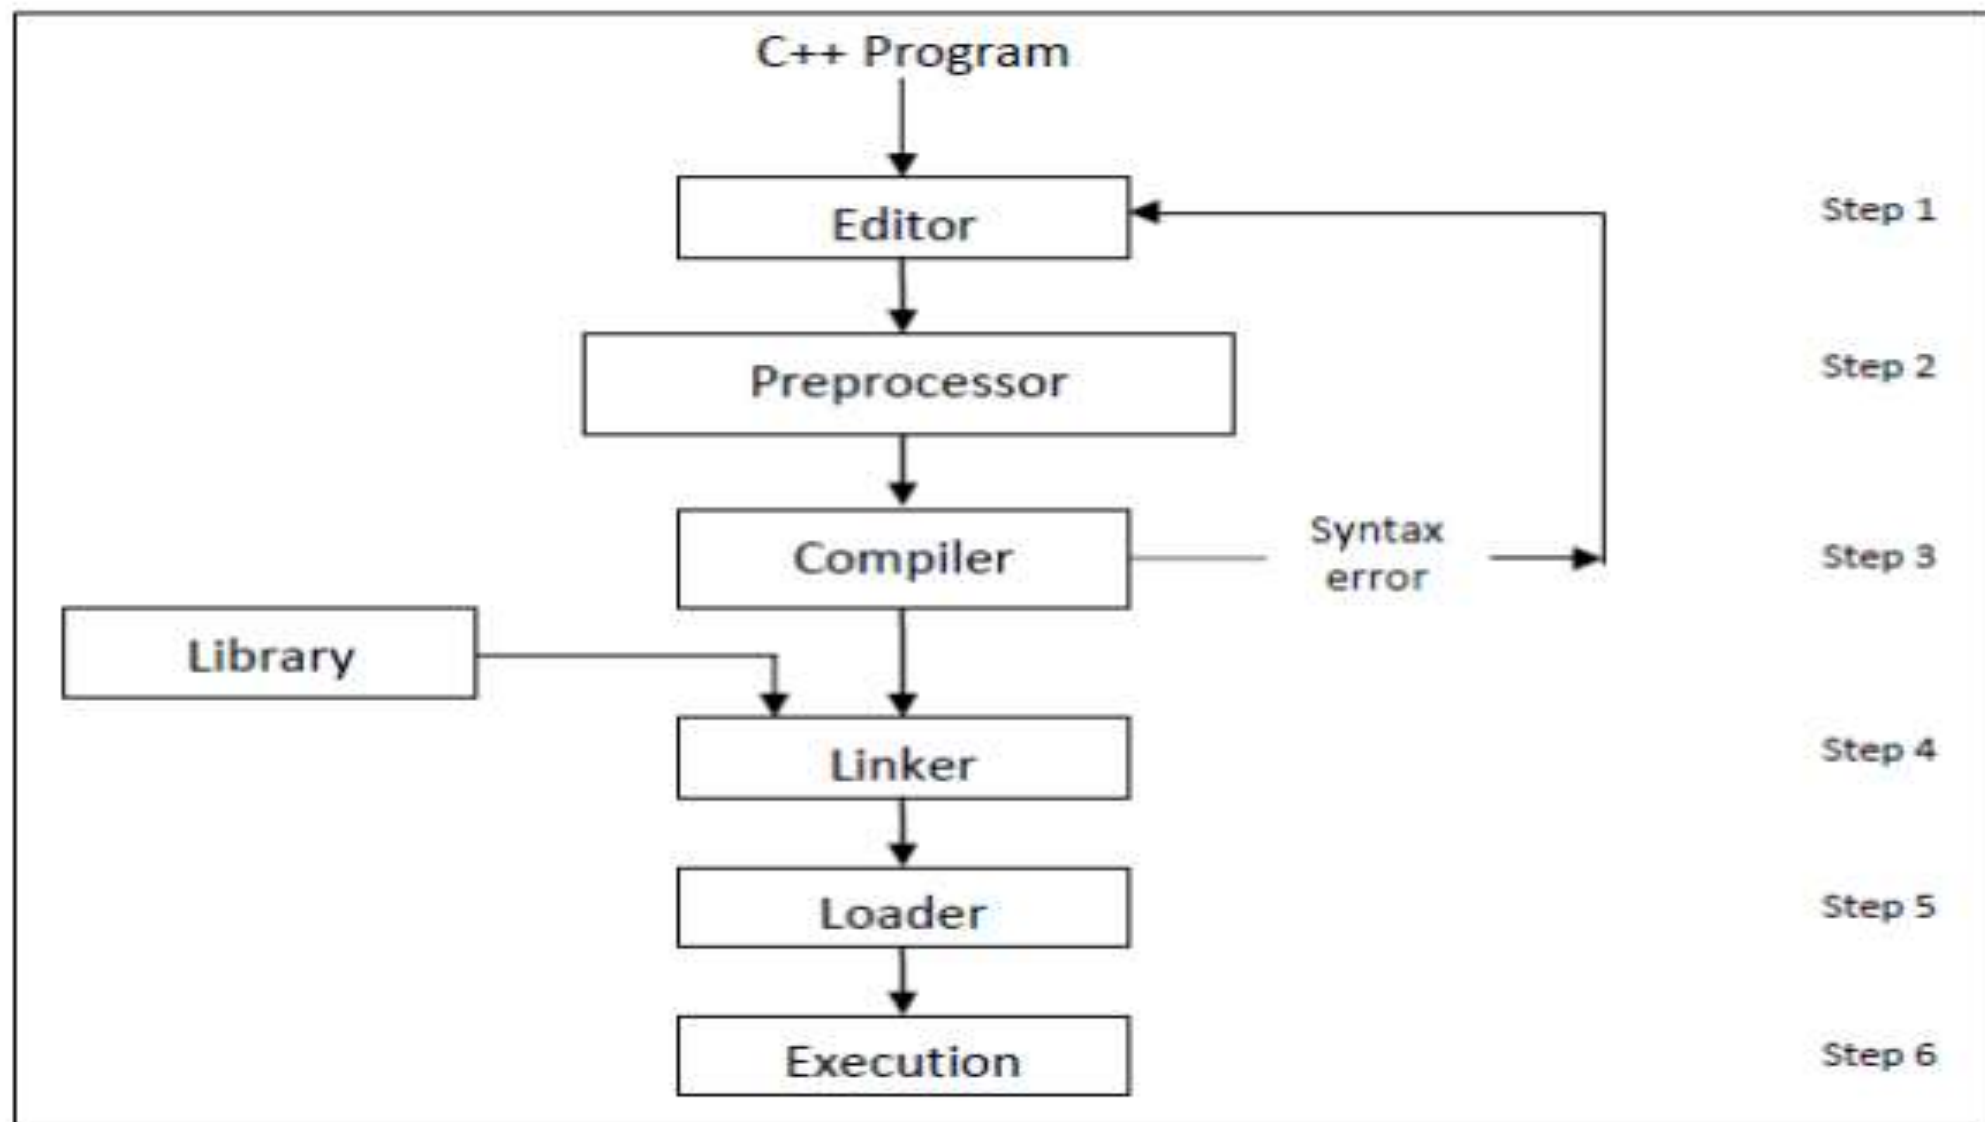 C++ Program
Editor
Step 1
Preprocessor
Step 2
Compiler
Syntax
error
Step 3
Library
Linker
Step 4
Loader
Step 5
Execution
Step 6